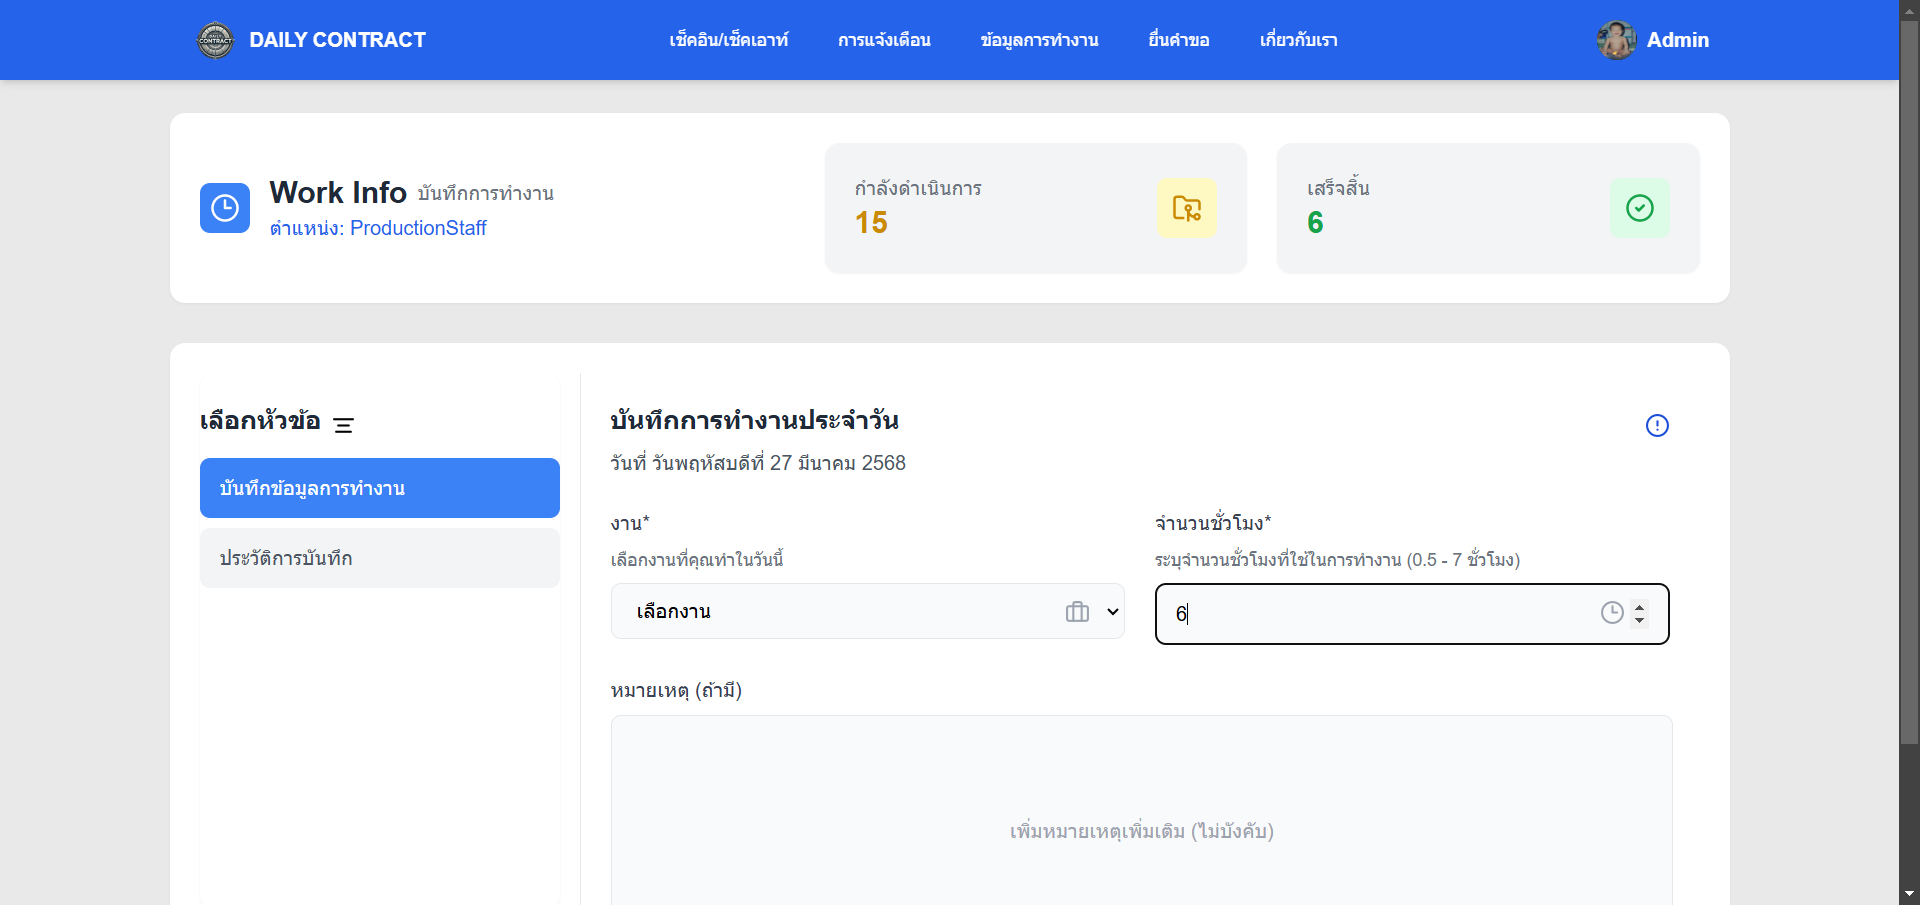 DAILY CONTRACT
เช็คอิน/เช็คเอาท์
การแจ้งเตือน
ข้อมูลการทำงาน
ยื่นคำขอ
เกี่ยวกับเรา
Admin
Work Info บันทึกการทำงาน
ตำแหน่ง: ProductionStaff
กำลังดำเนินการ
15
เสร็จสิ้น
6
เลือกหัวข้อ
บันทึกข้อมูลการทำงาน
ประวัติการบันทึก
บันทึกการทำงานประจำวัน
วันที่ วันพฤหัสบดีที่ 27 มีนาคม 2568
งาน*
เลือกงานที่คุณทำในวันนี้
เลือกงาน
จำนวนชั่วโมง*
ระบุจำนวนชั่วโมงที่ใช้ในการทำงาน (0.5 - 7 ชั่วโมง)
6
หมายเหตุ (ถ้ามี)
เพิ่มหมายเหตุเพิ่มเติม (ไม่บังคับ)